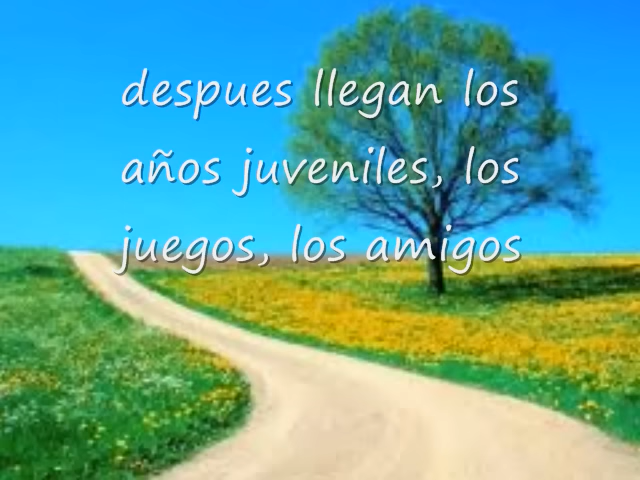 despues llegan los
años juveniles, los
juegos, los amigos